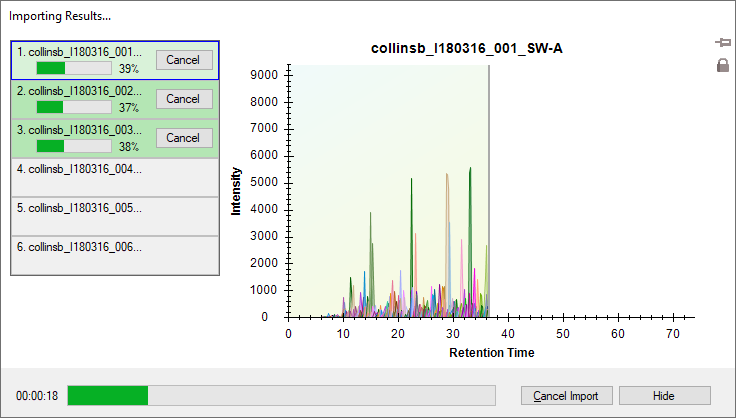 Importing Results...
1. collinsb_I180316_001...
39%
Cancel
2. collinsb_I180316_002...
37%
Cancel
3. collinsb_I180316_003...
38%
Cancel
4. collinsb_I180316_004...
5. collinsb_I180316_005...
6. collinsb_I180316_006...
collinsb_I180316_001_SW-A
Intensity
9000
8000
7000
6000
5000
4000
3000
2000
1000
0
0 10 20 30 40 50 60 70
Retention Time
00:00:18
Cancel Import
Hide